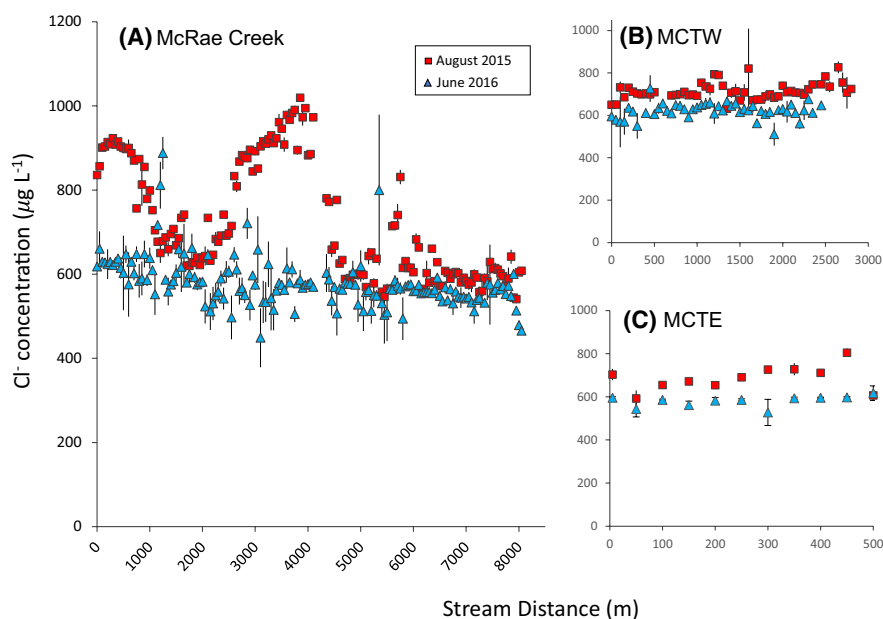 (A) McRae Creek
August 2015
June 2016
Cl⁻ concentration (µg L⁻¹)
1200
1000
800
600
400
200
0
0 1000 2000 3000 4000 5000 6000 7000 8000
(B) MCTW
1000
800
600
400
200
0
0 500 1000 1500 2000 2500 3000
(C) MCTE
1000
800
600
400
200
0
0 100 200 300 400 500
Stream Distance (m)